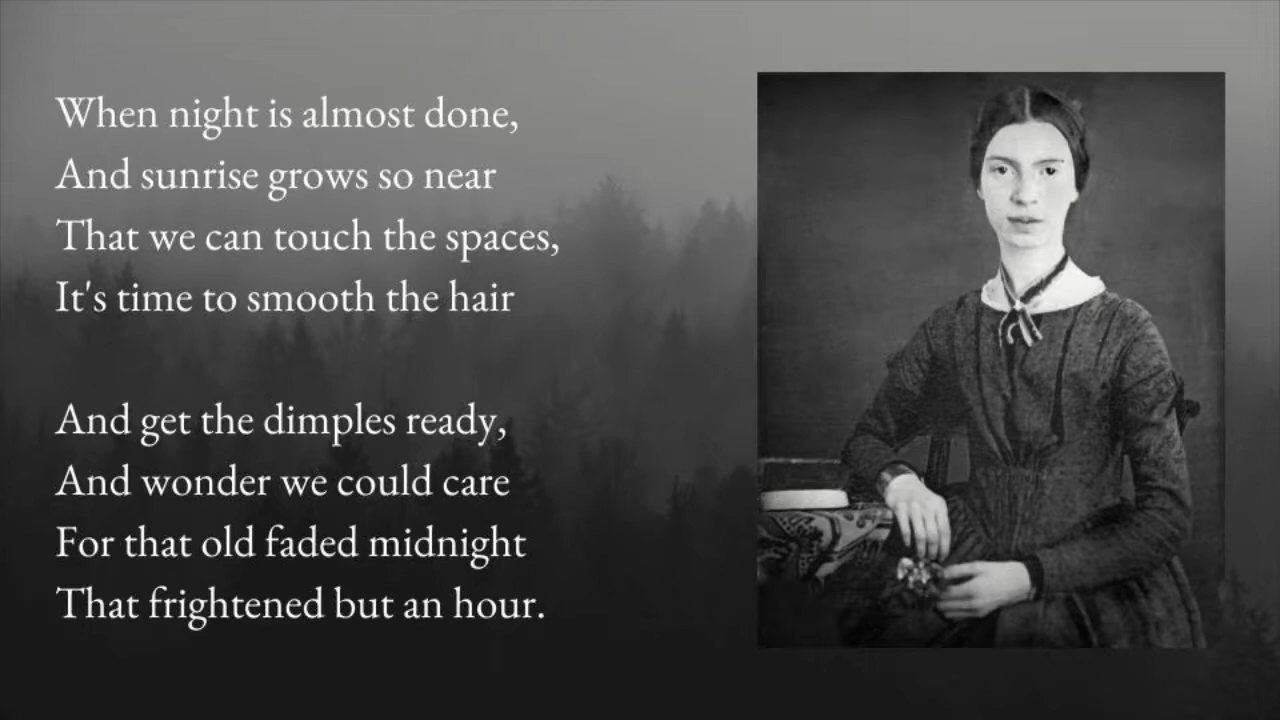 When night is almost done,
And sunrise grows so near
That we can touch the spaces,
It's time to smooth the hair
And get the dimples ready,
And wonder we could care
For that old faded midnight
That frightened but an hour.